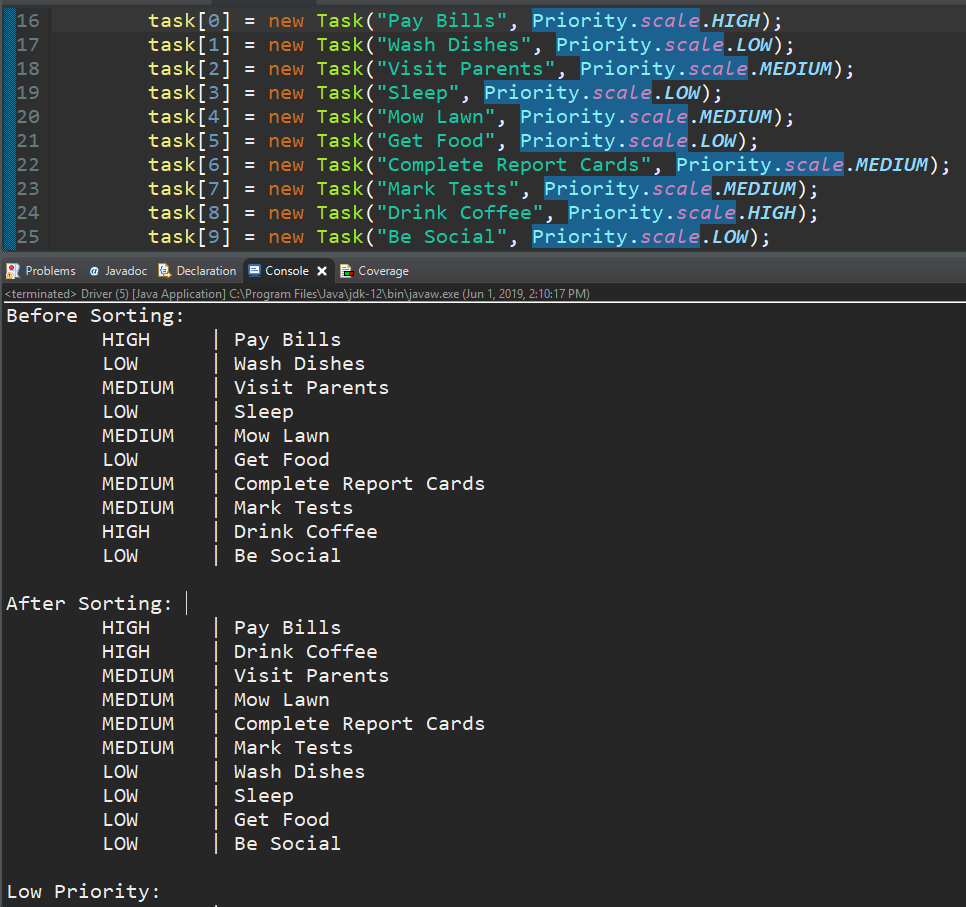 16 task[0] = new Task("Pay Bills", Priority.scale.HIGH);
17 task[1] = new Task("Wash Dishes", Priority.scale.LOW);
18 task[2] = new Task("Visit Parents", Priority.scale.MEDIUM);
19 task[3] = new Task("Sleep", Priority.scale.LOW);
20 task[4] = new Task("Mow Lawn", Priority.scale.MEDIUM);
21 task[5] = new Task("Get Food", Priority.scale.LOW);
22 task[6] = new Task("Complete Report Cards", Priority.scale.MEDIUM);
23 task[7] = new Task("Mark Tests", Priority.scale.MEDIUM);
24 task[8] = new Task("Drink Coffee", Priority.scale.HIGH);
25 task[9] = new Task("Be Social", Priority.scale.LOW);
Problems @ Javadoc Declaration Console Coverage
<terminated> Driver (5) [Java Application] C:\Program Files\Java\jdk-12\bin\javaw.exe (Jun 1, 2019, 2:10:17 PM)
Before Sorting:
HIGH | Pay Bills
LOW | Wash Dishes
MEDIUM | Visit Parents
LOW | Sleep
MEDIUM | Mow Lawn
LOW | Get Food
MEDIUM | Complete Report Cards
MEDIUM | Mark Tests
HIGH | Drink Coffee
LOW | Be Social
After Sorting:
HIGH | Pay Bills
HIGH | Drink Coffee
MEDIUM | Visit Parents
MEDIUM | Mow Lawn
MEDIUM | Complete Report Cards
MEDIUM | Mark Tests
LOW | Wash Dishes
LOW | Sleep
LOW | Get Food
LOW | Be Social
Low Priority: